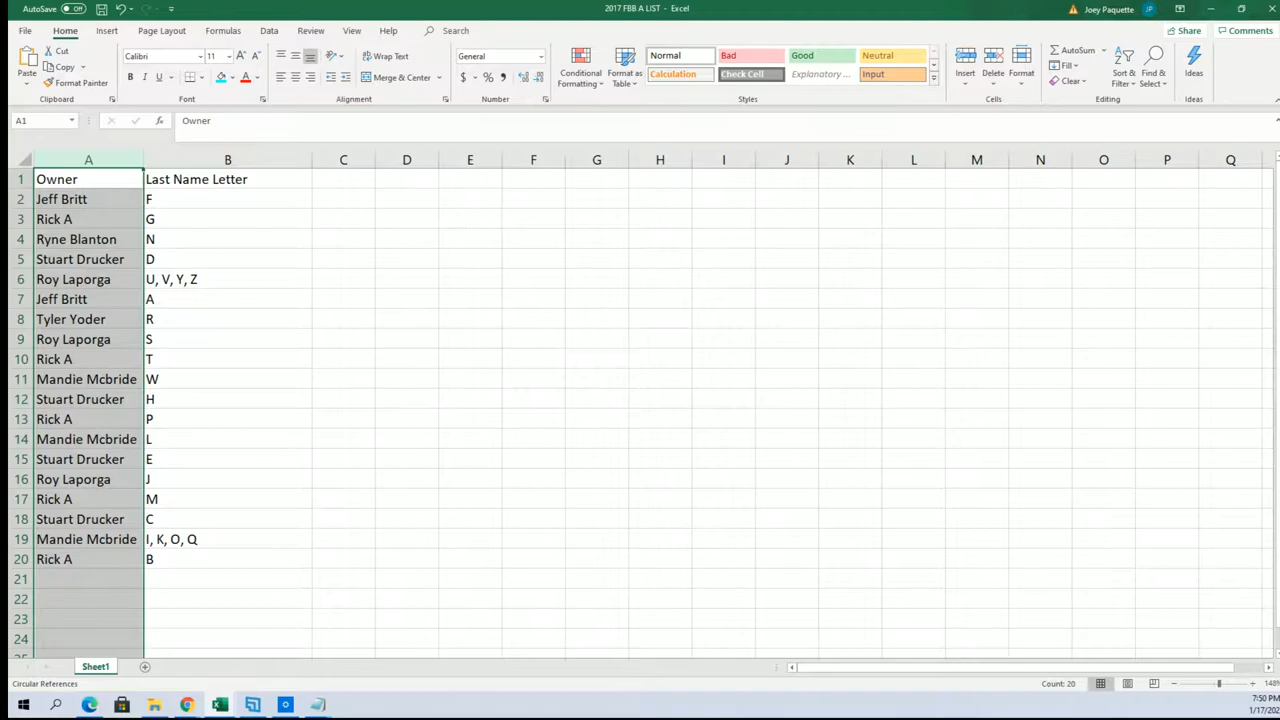 AutoSave Off 2017 FBB A LIST - Excel Joey Paquette JP
File Home Insert Page Layout Formulas Data Review View Help Search Share Comments
Paste Cut Copy Format Painter Clipboard
Calibri 11 B I U Font
Wrap Text Merge & Center Alignment
General $ % Number
Conditional Formatting Format as Table
Normal Bad Good Neutral
Calculation Check Cell Explanatory ... Input
Styles
Insert Delete Format Cells
AutoSum Fill Clear Sort & Filter Find & Select Editing
Ideas Ideas
A1 fx Owner
A B C D E F G H I J K L M N O P Q
1 Owner Last Name Letter
2 Jeff Britt F
3 Rick A G
4 Ryne Blanton N
5 Stuart Drucker D
6 Roy Laporga U, V, Y, Z
7 Jeff Britt A
8 Tyler Yoder R
9 Roy Laporga S
10 Rick A T
11 Mandie Mcbride W
12 Stuart Drucker H
13 Rick A P
14 Mandie Mcbride L
15 Stuart Drucker E
16 Roy Laporga J
17 Rick A M
18 Stuart Drucker C
19 Mandie Mcbride I, K, O, Q
20 Rick A B
21
22
23
24
Sheet1
Circular References Count: 20 148%
7:50 PM
1/17/202